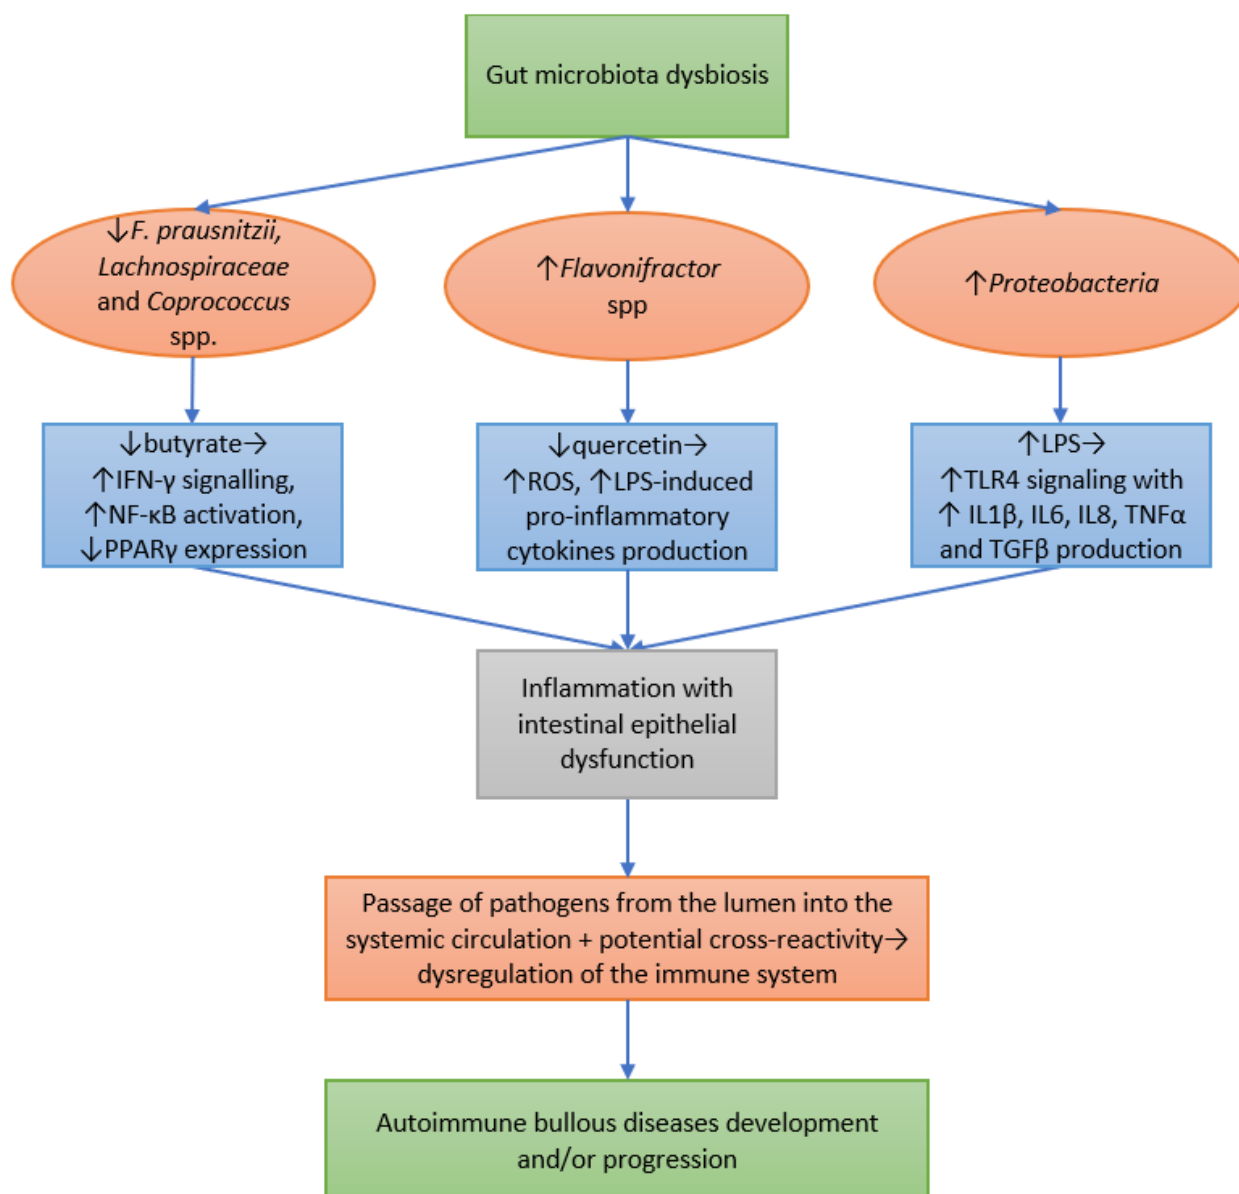 Gut microbiota dysbiosis
↓F. prausnitzii,
Lachnospiraceae
and Coprococcus
spp.
↑Flavonifractor
spp
↑Proteobacteria
↓butyrate→
↑IFN-γ signalling,
↑NF-κB activation,
↓PPARγ expression
↓quercetin→
↑ROS, ↑LPS-induced
pro-inflammatory
cytokines production
↑LPS→
↑TLR4 signaling with
↑ IL1β, IL6, IL8, TNFα
and TGFβ production
Inflammation with
intestinal epithelial
dysfunction
Passage of pathogens from the lumen into the
systemic circulation + potential cross-reactivity→
dysregulation of the immune system
Autoimmune bullous diseases development
and/or progression